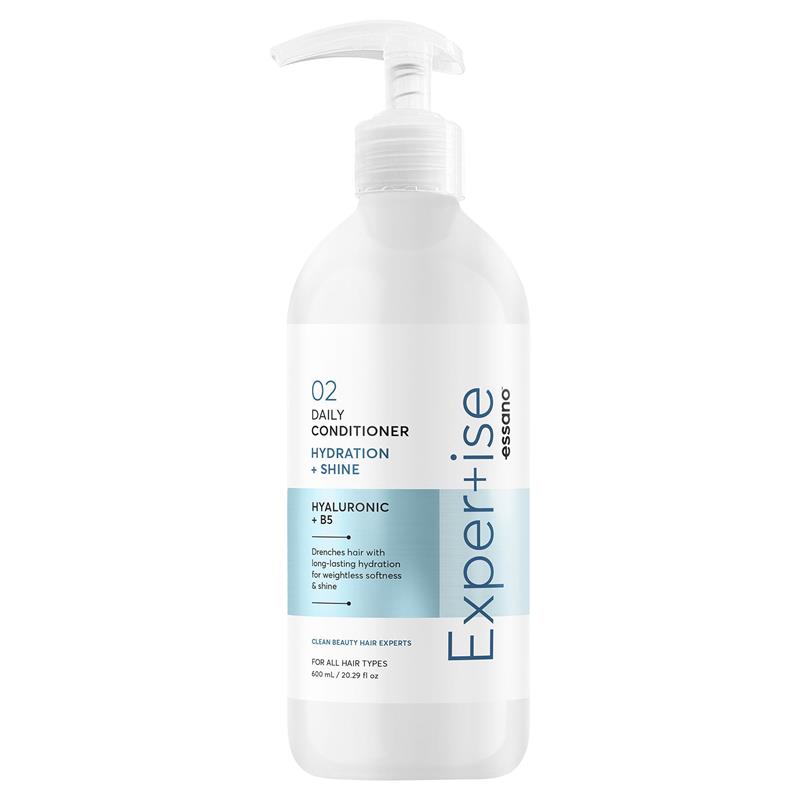 02
DAILY
CONDITIONER
HYDRATION
+ SHINE
HYALURONIC
+ B5
Drenches hair with
long-lasting hydration
for weightless softness
& shine
CLEAN BEAUTY HAIR EXPERTS
FOR ALL HAIR TYPES
600 mL / 20.29 fl oz
Exper+ise
essano™